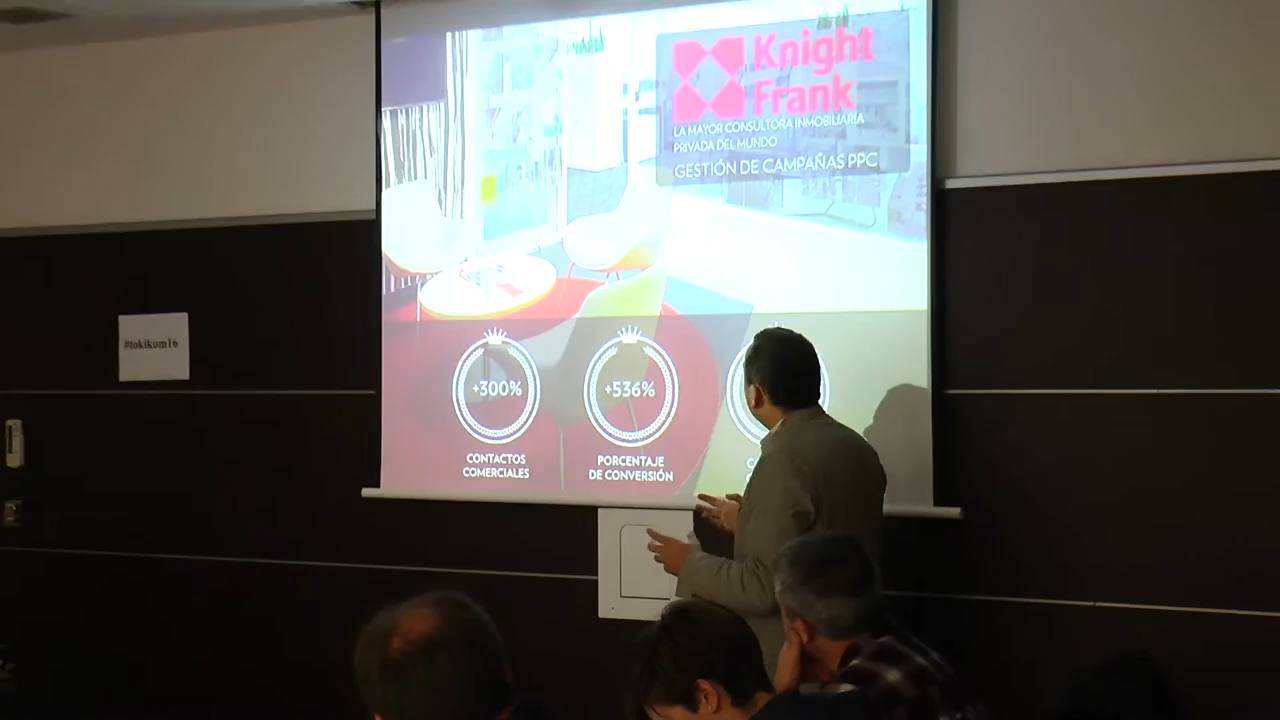 Knight
Frank
LA MAYOR CONSULTORA INMOBILIARIA
PRIVADA DEL MUNDO
GESTIÓN DE CAMPAÑAS PPC
#tokikom16
+300%
+536%
CONTACTOS
COMERCIALES
PORCENTAJE
DE CONVERSIÓN